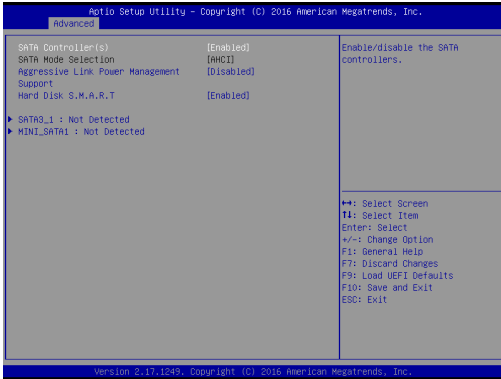 Aptio Setup Utility – Copyright (C) 2016 American Megatrends, Inc.
Advanced
SATA Controller(s) [Enabled]
SATA Mode Selection [AHCI]
Aggressive Link Power Management [Disabled]
Support
Hard Disk S.M.A.R.T [Enabled]
SATA3_1 : Not Detected
MINI_SATA1 : Not Detected
Enable/disable the SATA
controllers.
↔: Select Screen
↑↓: Select Item
Enter: Select
+/-: Change Option
F1: General Help
F7: Discard Changes
F9: Load UEFI Defaults
F10: Save and Exit
ESC: Exit
Version 2.17.1249. Copyright (C) 2016 American Megatrends, Inc.